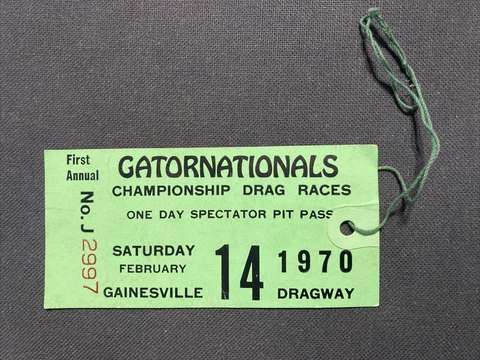 First
Annual
GATORNATIONALS
CHAMPIONSHIP DRAG RACES
ONE DAY SPECTATOR PIT PASS
No. J 2997
SATURDAY
FEBRUARY
14
1970
GAINESVILLE
DRAGWAY